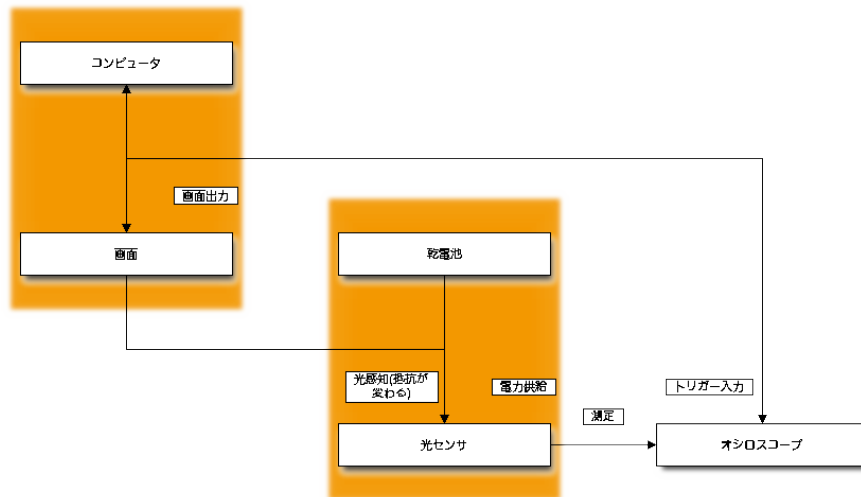 コンピュータ
画面出力
画面
乾電池
光感知(抵抗が
変わる)
電力供給
トリガー入力
測定
光センサ
オシロスコープ